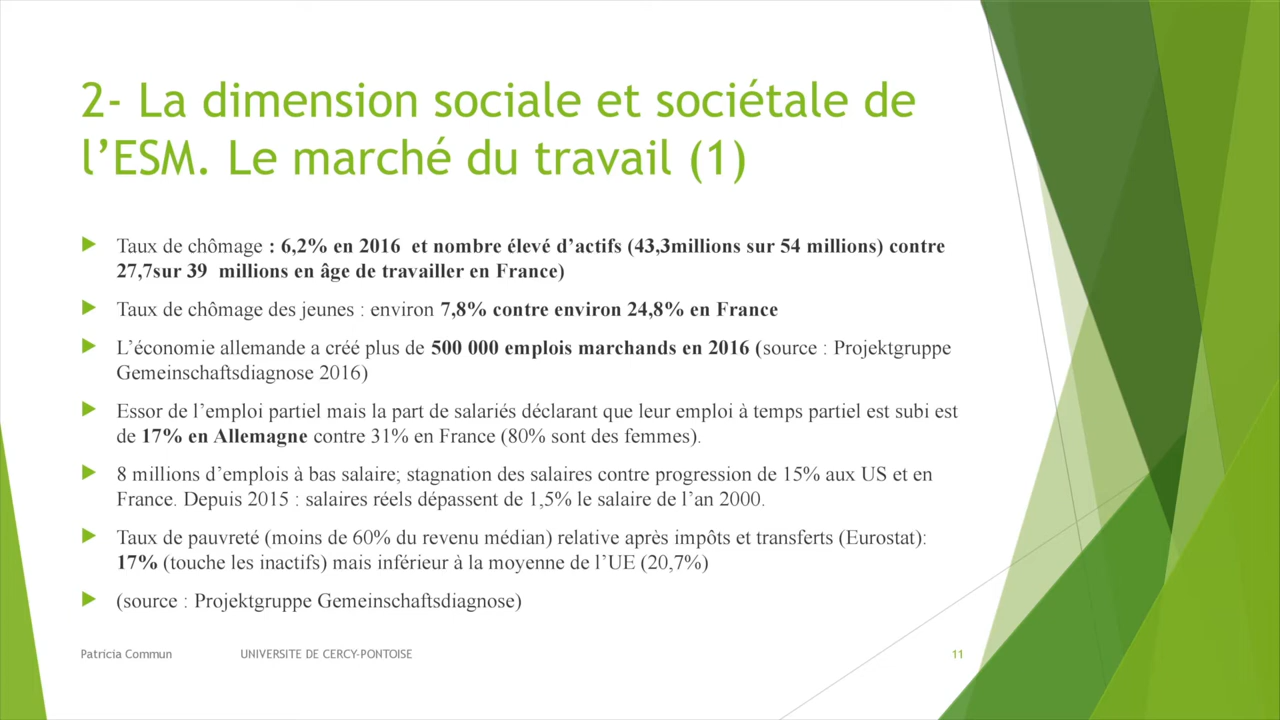 2- La dimension sociale et sociétale de
l’ESM. Le marché du travail (1)
Taux de chômage : 6,2% en 2016 et nombre élevé d’actifs (43,3millions sur 54 millions) contre
27,7sur 39 millions en âge de travailler en France)
Taux de chômage des jeunes : environ 7,8% contre environ 24,8% en France
L’économie allemande a créé plus de 500 000 emplois marchands en 2016 (source : Projektgruppe
Gemeinschaftsdiagnose 2016)
Essor de l’emploi partiel mais la part de salariés déclarant que leur emploi à temps partiel est subi est
de 17% en Allemagne contre 31% en France (80% sont des femmes).
8 millions d’emplois à bas salaire; stagnation des salaires contre progression de 15% aux US et en
France. Depuis 2015 : salaires réels dépassent de 1,5% le salaire de l’an 2000.
Taux de pauvreté (moins de 60% du revenu médian) relative après impôts et transferts (Eurostat):
17% (touche les inactifs) mais inférieur à la moyenne de l’UE (20,7%)
(source : Projektgruppe Gemeinschaftsdiagnose)
Patricia Commun UNIVERSITE DE CERCY-PONTOISE 11